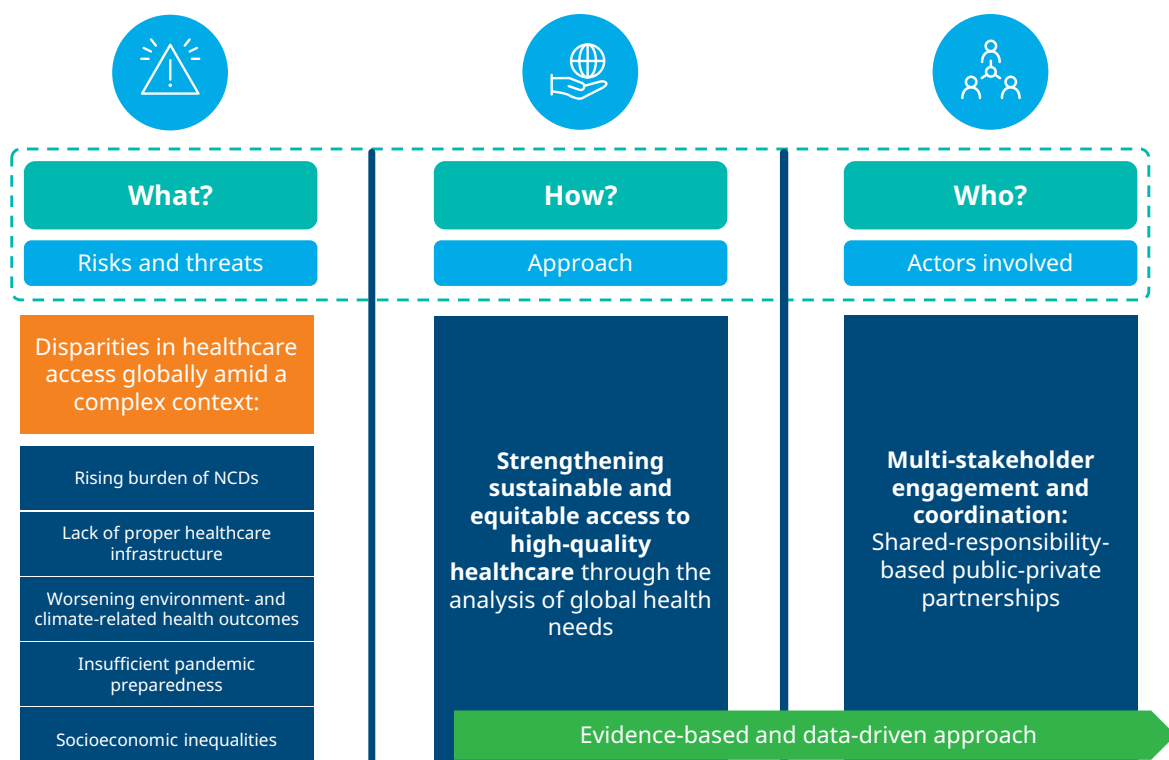 What?
Risks and threats
Disparities in healthcare
access globally amid a
complex context:
Rising burden of NCDs
Lack of proper healthcare
infrastructure
Worsening environment- and
climate-related health outcomes
Insufficient pandemic
preparedness
Socioeconomic inequalities
How?
Approach
Strengthening
sustainable and
equitable access to
high-quality
healthcare through the
analysis of global health
needs
Who?
Actors involved
Multi-stakeholder
engagement and
coordination:
Shared-responsibility-
based public-private
partnerships
Evidence-based and data-driven approach